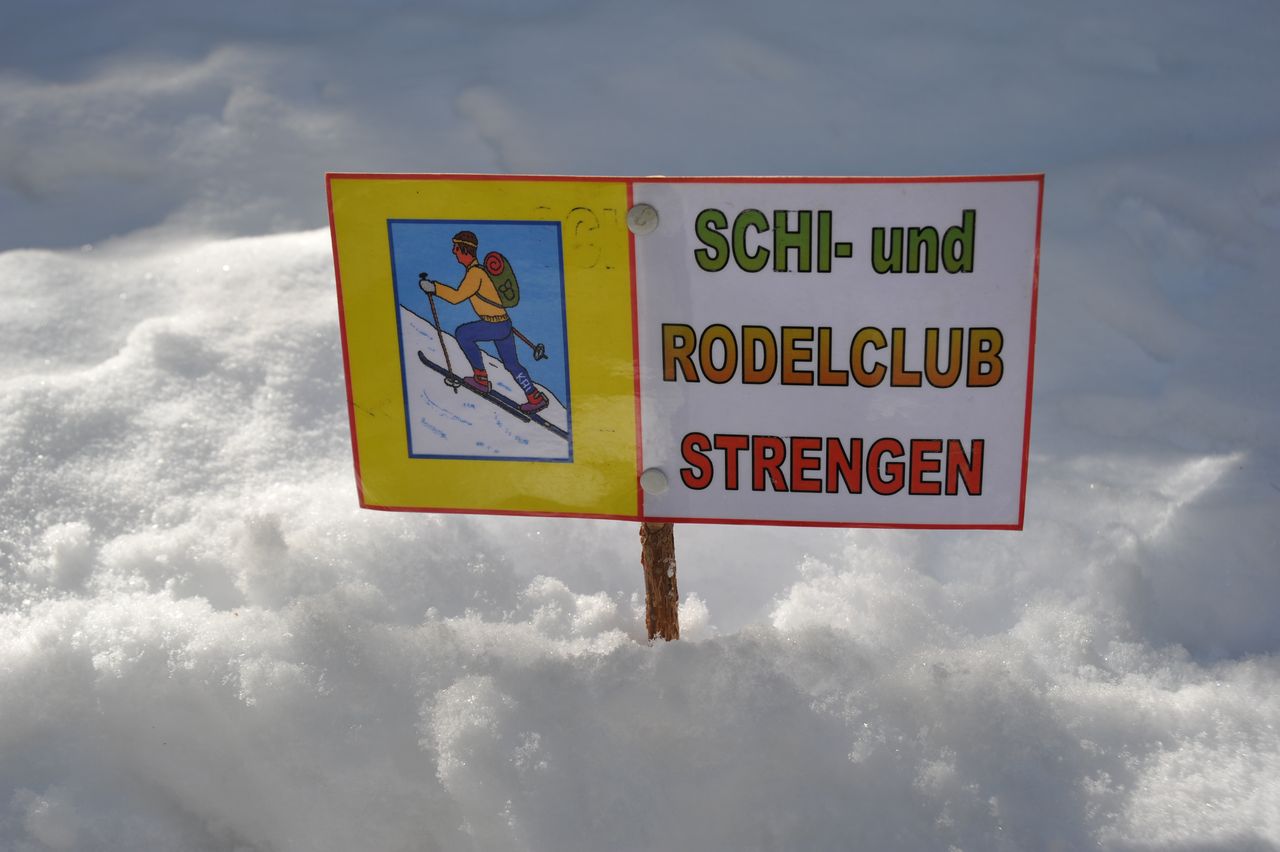 SCHI- und
RODELCLUB
STRENGEN